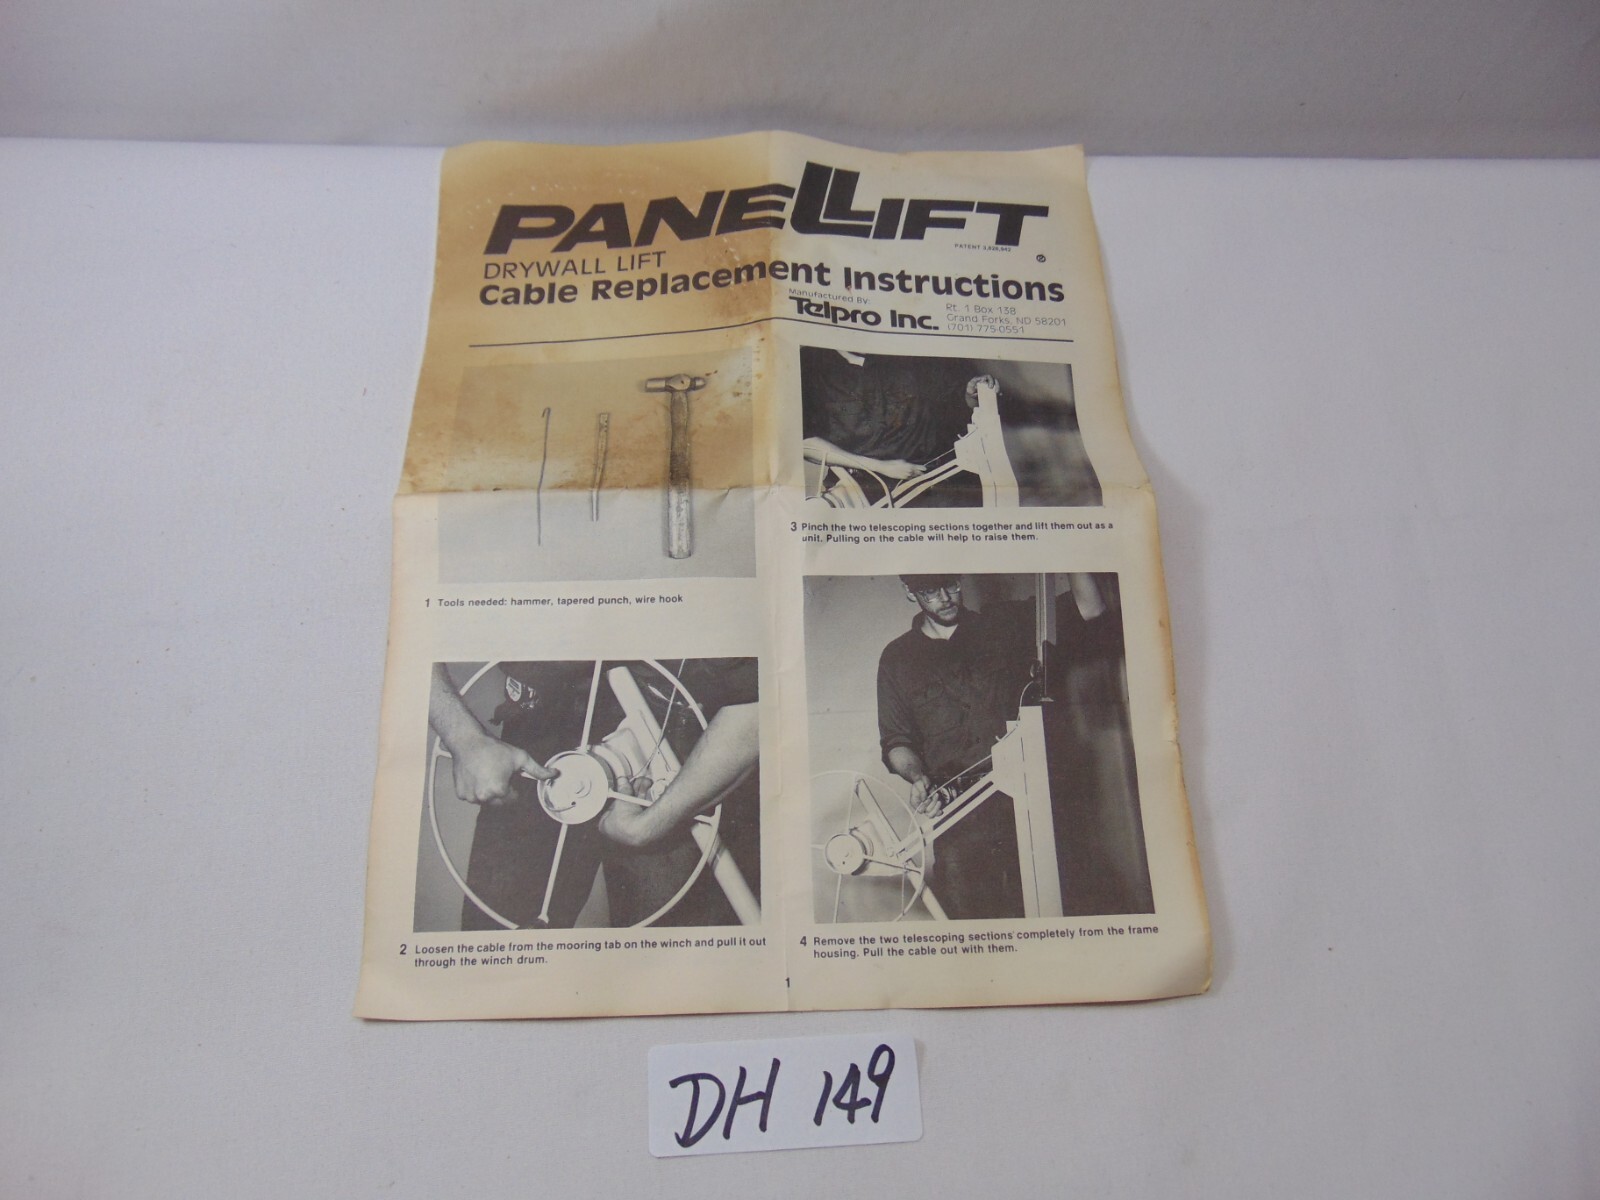 PANELLIFT
PATENT 3,828,942
®
DRYWALL LIFT
Cable Replacement Instructions
Manufactured By:
Telpro Inc.
Rt. 1 Box 138
Grand Forks, ND 58201
(701) 775-0551
1 Tools needed: hammer, tapered punch, wire hook
2 Loosen the cable from the mooring tab on the winch and pull it out
through the winch drum.
3 Pinch the two telescoping sections together and lift them out as a
unit. Pulling on the cable will help to raise them.
4 Remove the two telescoping sections completely from the frame
housing. Pull the cable out with them.
1
DH 149